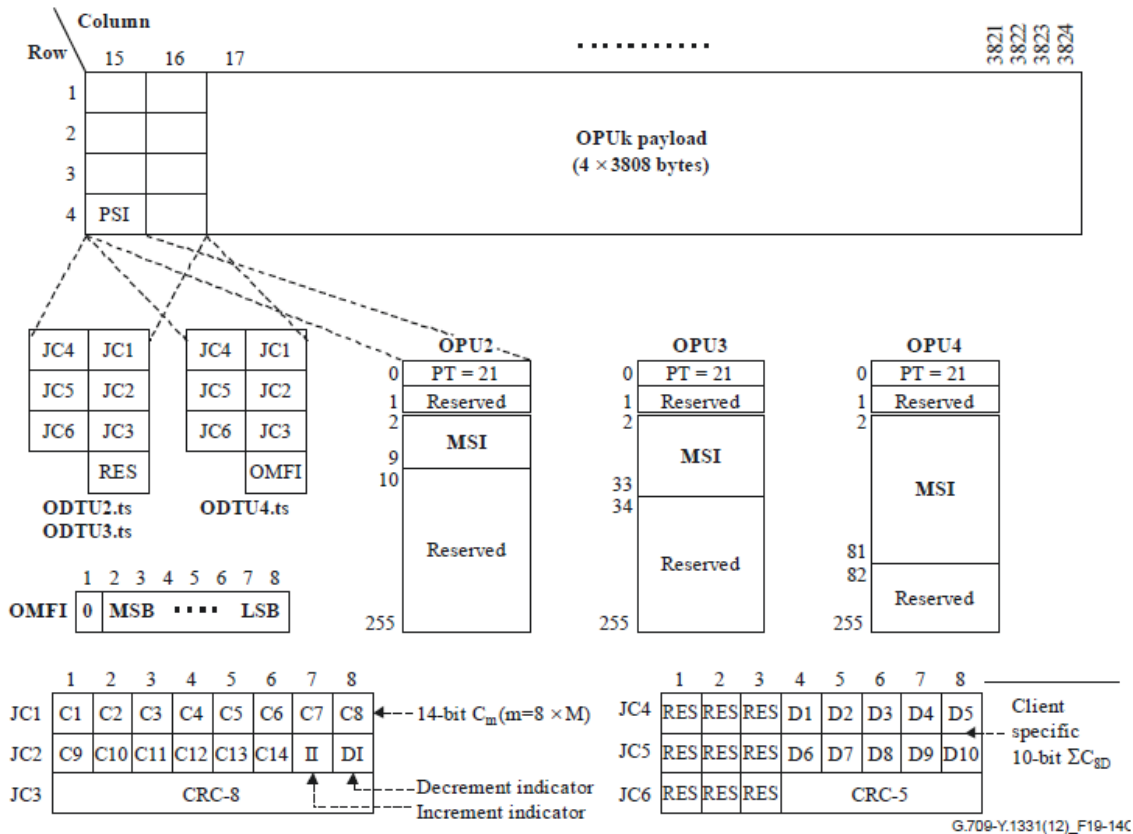 Column
Row
15 16 17 3821 3822 3823 3824
1
2
3
4 PSI
OPUk payload
(4 × 3808 bytes)
JC4 JC1
JC5 JC2
JC6 JC3
RES
ODTU2.ts
ODTU3.ts
JC4 JC1
JC5 JC2
JC6 JC3
OMFI
ODTU4.ts
OPU2
0 PT = 21
1 Reserved
2
MSI
9
10
Reserved
255
OPU3
0 PT = 21
1 Reserved
2
MSI
33
34
Reserved
255
OPU4
0 PT = 21
1 Reserved
2
MSI
81
82
Reserved
255
1 2 3 4 5 6 7 8
OMFI 0 MSB LSB
1 2 3 4 5 6 7 8
JC1 C1 C2 C3 C4 C5 C6 C7 C8
JC2 C9 C10 C11 C12 C13 C14 II DI
JC3 CRC-8
14-bit Cm(m=8 × M)
Decrement indicator
Increment indicator
1 2 3 4 5 6 7 8
JC4 RES RES RES D1 D2 D3 D4 D5
JC5 RES RES RES D6 D7 D8 D9 D10
JC6 RES RES RES CRC-5
Client
specific
10-bit ΣC8D
G.709-Y.1331(12)_F19-14C